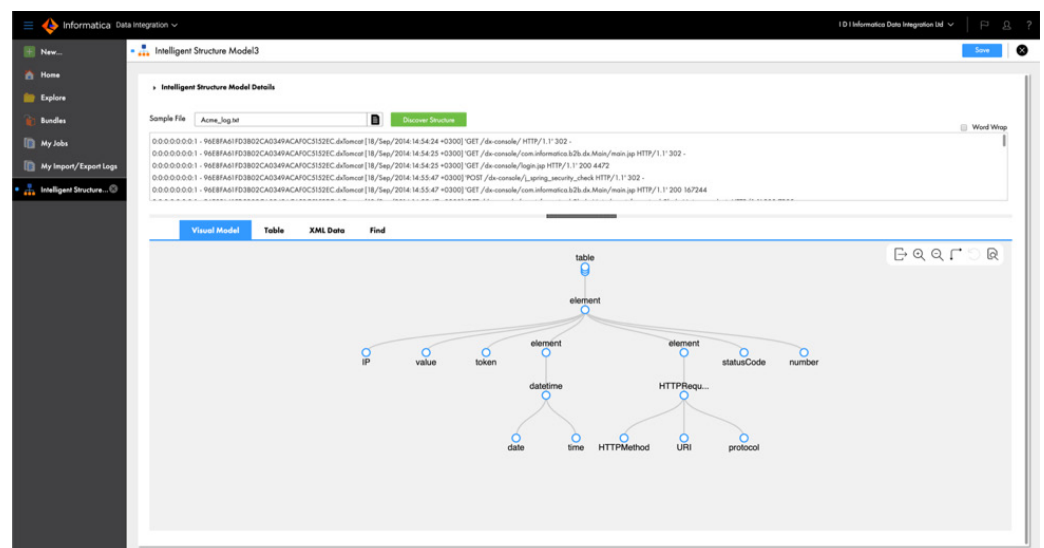 Informatica Data Integration
I D I Informatica Data Integration Ltd
?
New...
Home
Explore
Bundles
My Jobs
My Import/Export Logs
Intelligent Structure...
Intelligent Structure Model3
Save
Intelligent Structure Model Details
Sample File
Acme_log.txt
Discover Structure
Word Wrap
0:0:0:0:0:0:0:1 - 96E8FA61FD3B02CA0349ACAF0C5152EC.dxTomcat [18/Sep/2014:14:54:24 +0300] 'GET /dx-console/ HTTP/1.1' 302 -
0:0:0:0:0:0:0:1 - 96E8FA61FD3B02CA0349ACAF0C5152EC.dxTomcat [18/Sep/2014:14:54:25 +0300] 'GET /dx-console/com.informatica.b2b.dx.Main/main.jsp HTTP/1.1' 302 -
0:0:0:0:0:0:0:1 - 96E8FA61FD3B02CA0349ACAF0C5152EC.dxTomcat [18/Sep/2014:14:54:25 +0300] 'GET /dx-console/login.jsp HTTP/1.1' 200 4472
0:0:0:0:0:0:0:1 - 96E8FA61FD3B02CA0349ACAF0C5152EC.dxTomcat [18/Sep/2014:14:55:47 +0300] 'POST /dx-console/j_spring_security_check HTTP/1.1' 302 -
0:0:0:0:0:0:0:1 - 96E8FA61FD3B02CA0349ACAF0C5152EC.dxTomcat [18/Sep/2014:14:55:47 +0300] 'GET /dx-console/com.informatica.b2b.dx.Main/main.jsp HTTP/1.1' 200 167244
Visual Model Table XML Data Find
table
element
element element
IP value token statusCode number
datetime HTTPRequ...
date time HTTPMethod URI protocol